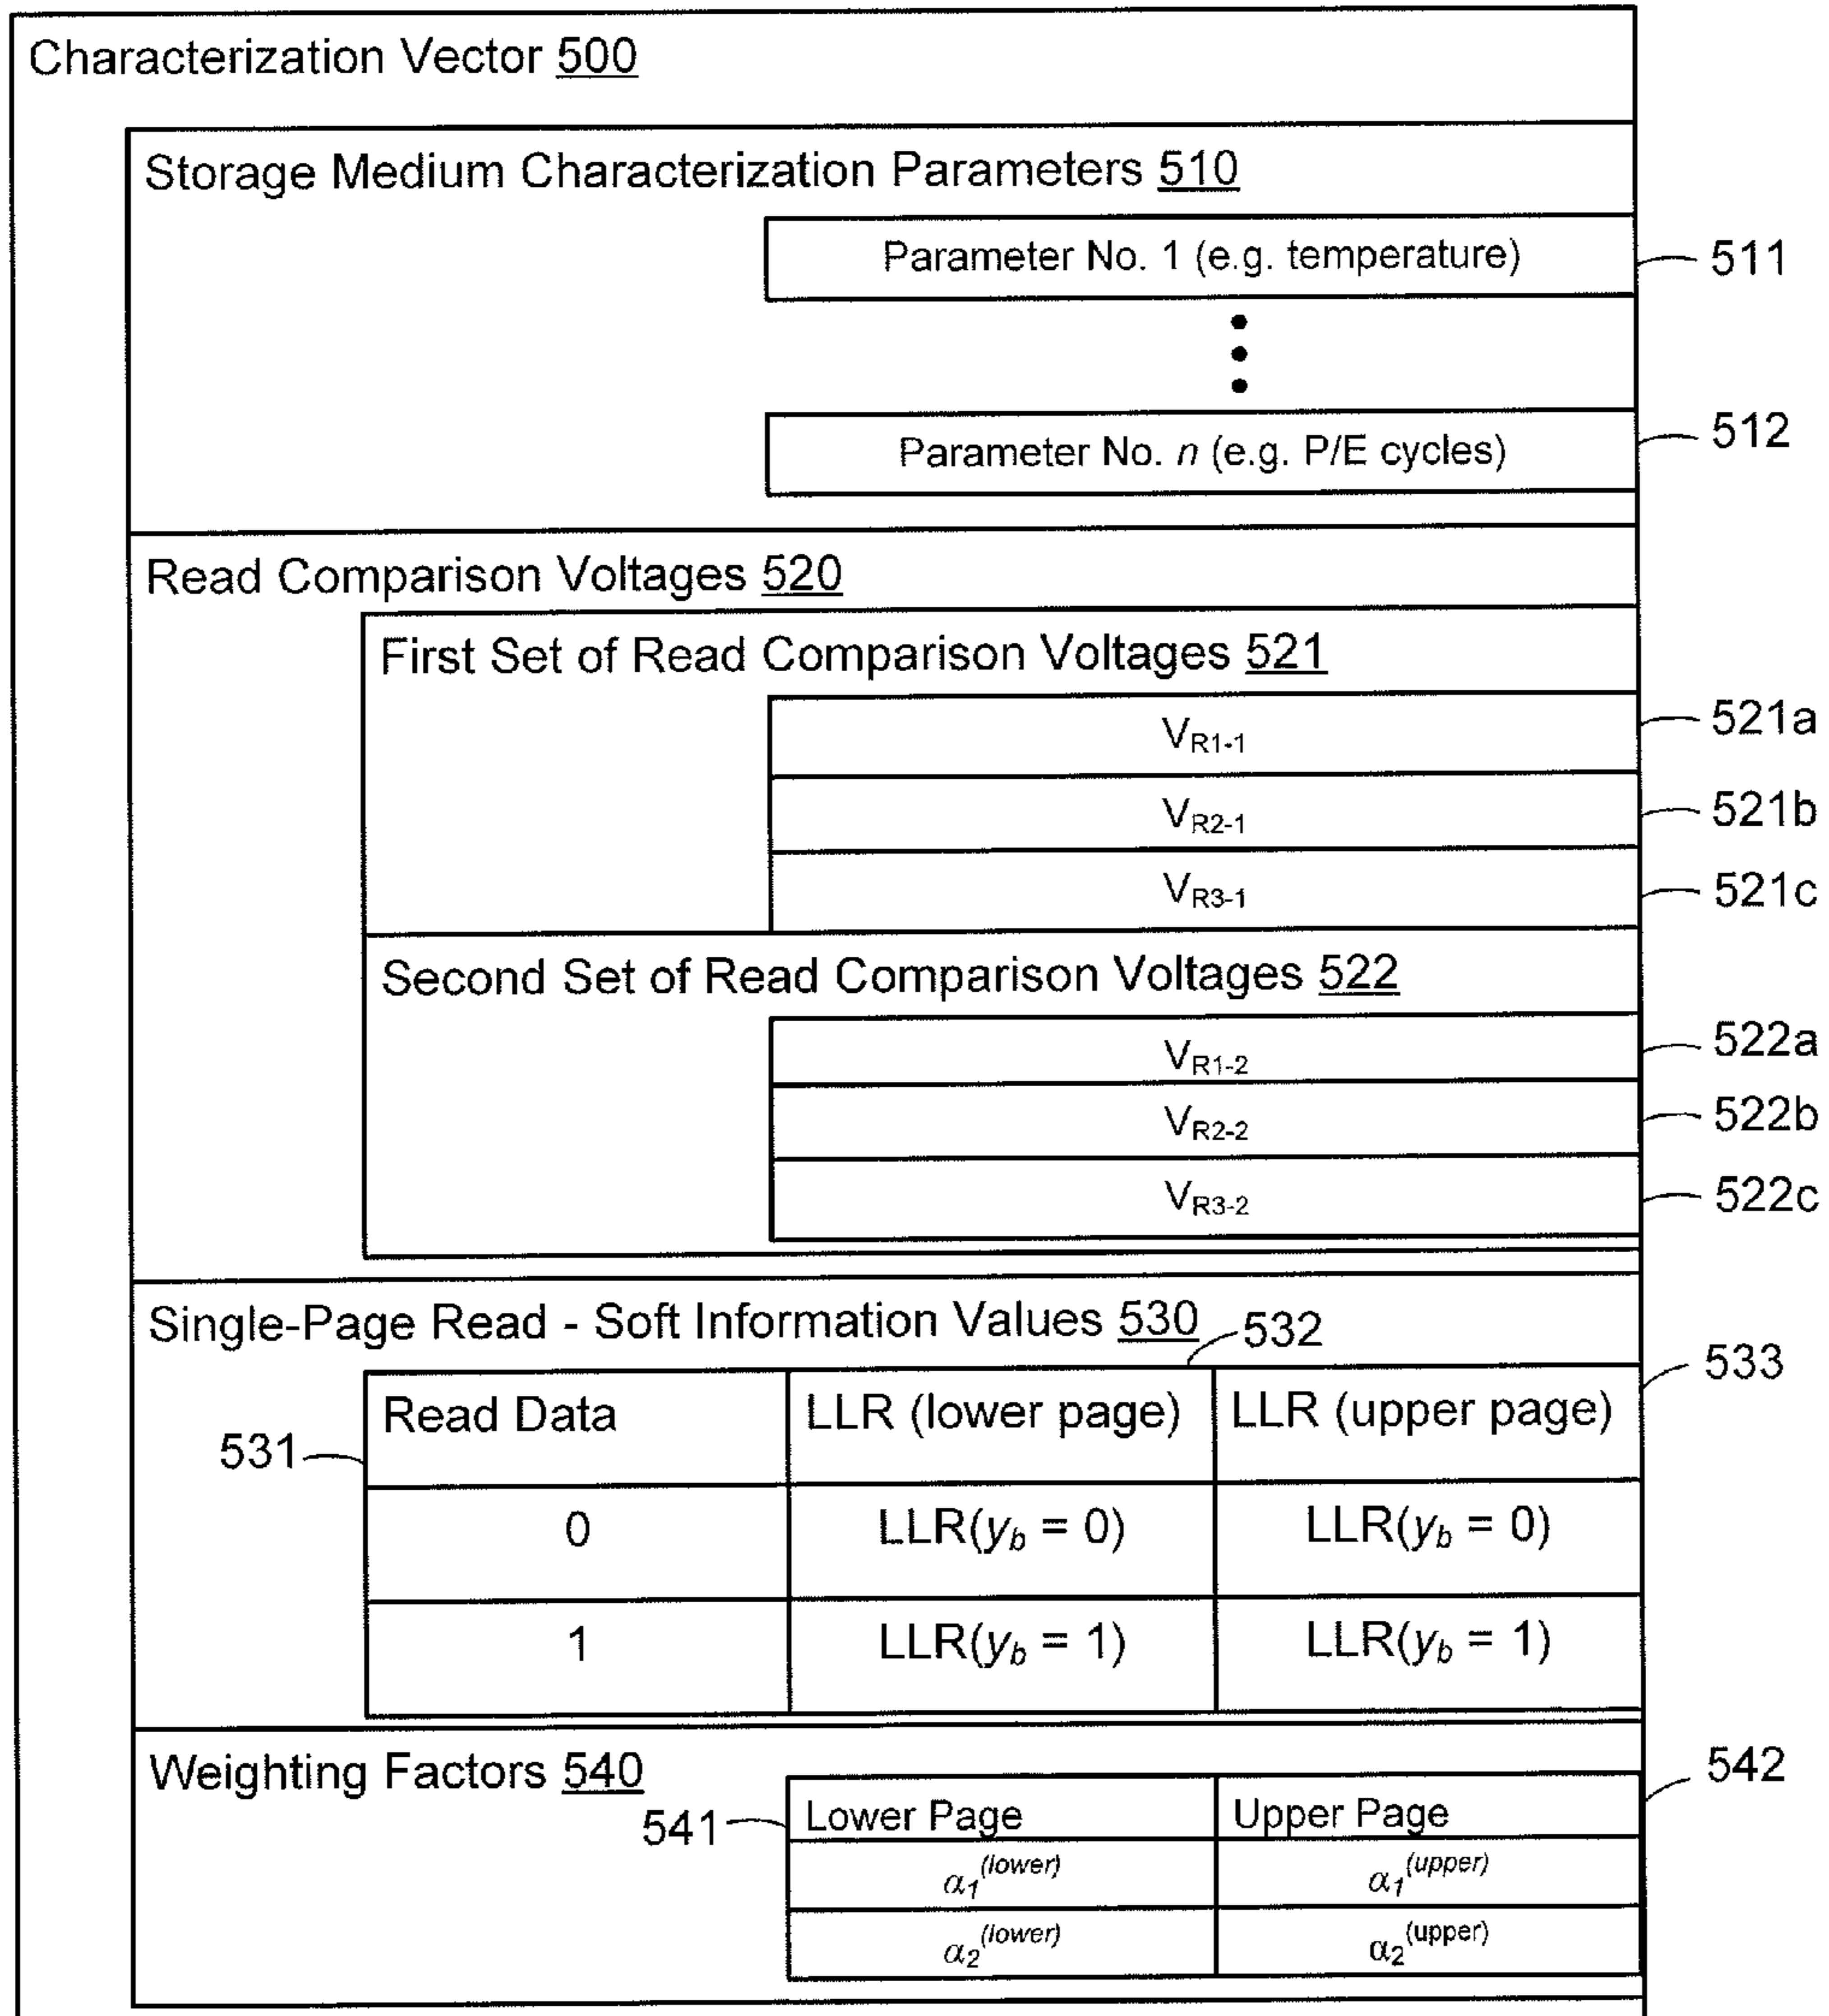 Characterization Vector 500
Storage Medium Characterization Parameters 510
Parameter No. 1 (e.g. temperature)
511
Parameter No. n (e.g. P/E cycles)
512
Read Comparison Voltages 520
First Set of Read Comparison Voltages 521
VR1-1
521a
VR2-1
521b
VR3-1
521c
Second Set of Read Comparison Voltages 522
VR1-2
522a
VR2-2
522b
VR3-2
522c
Single-Page Read - Soft Information Values 530
532
533
531
Read Data LLR (lower page) LLR (upper page)
0 LLR(yb = 0) LLR(yb = 0)
1 LLR(yb = 1) LLR(yb = 1)
Weighting Factors 540
542
541
Lower Page Upper Page
α1(lower) α1(upper)
α2(lower) α2(upper)